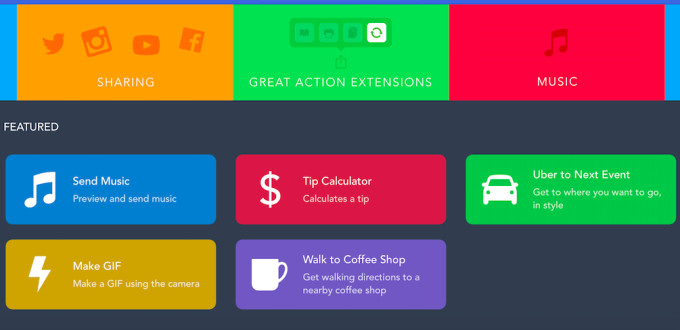 SHARING
GREAT ACTION EXTENSIONS
MUSIC
FEATURED
Send Music
Preview and send music
Tip Calculator
Calculates a tip
Uber to Next Event
Get to where you want to go,
in style
Make GIF
Make a GIF using the camera
Walk to Coffee Shop
Get walking directions to a
nearby coffee shop